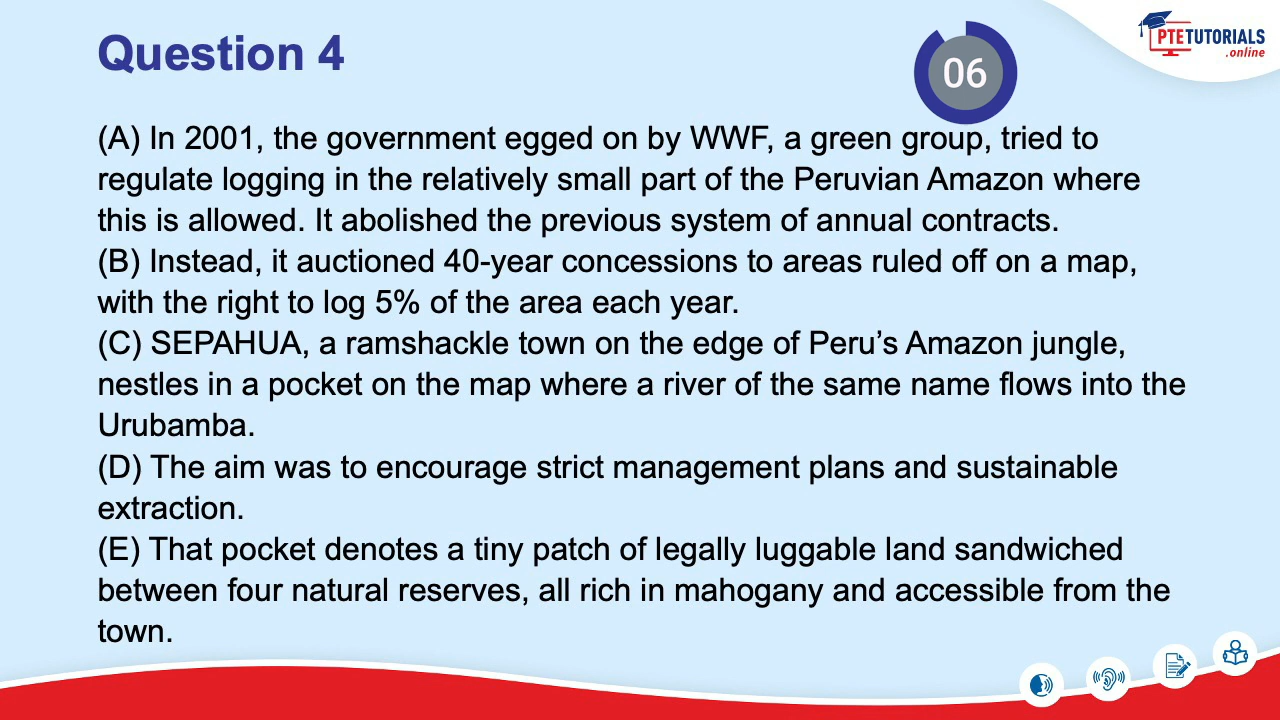 Question 4
06
PTETUTORIALS
.online
(A) In 2001, the government egged on by WWF, a green group, tried to
regulate logging in the relatively small part of the Peruvian Amazon where
this is allowed. It abolished the previous system of annual contracts.
(B) Instead, it auctioned 40-year concessions to areas ruled off on a map,
with the right to log 5% of the area each year.
(C) SEPAHUA, a ramshackle town on the edge of Peru’s Amazon jungle,
nestles in a pocket on the map where a river of the same name flows into the
Urubamba.
(D) The aim was to encourage strict management plans and sustainable
extraction.
(E) That pocket denotes a tiny patch of legally luggable land sandwiched
between four natural reserves, all rich in mahogany and accessible from the
town.